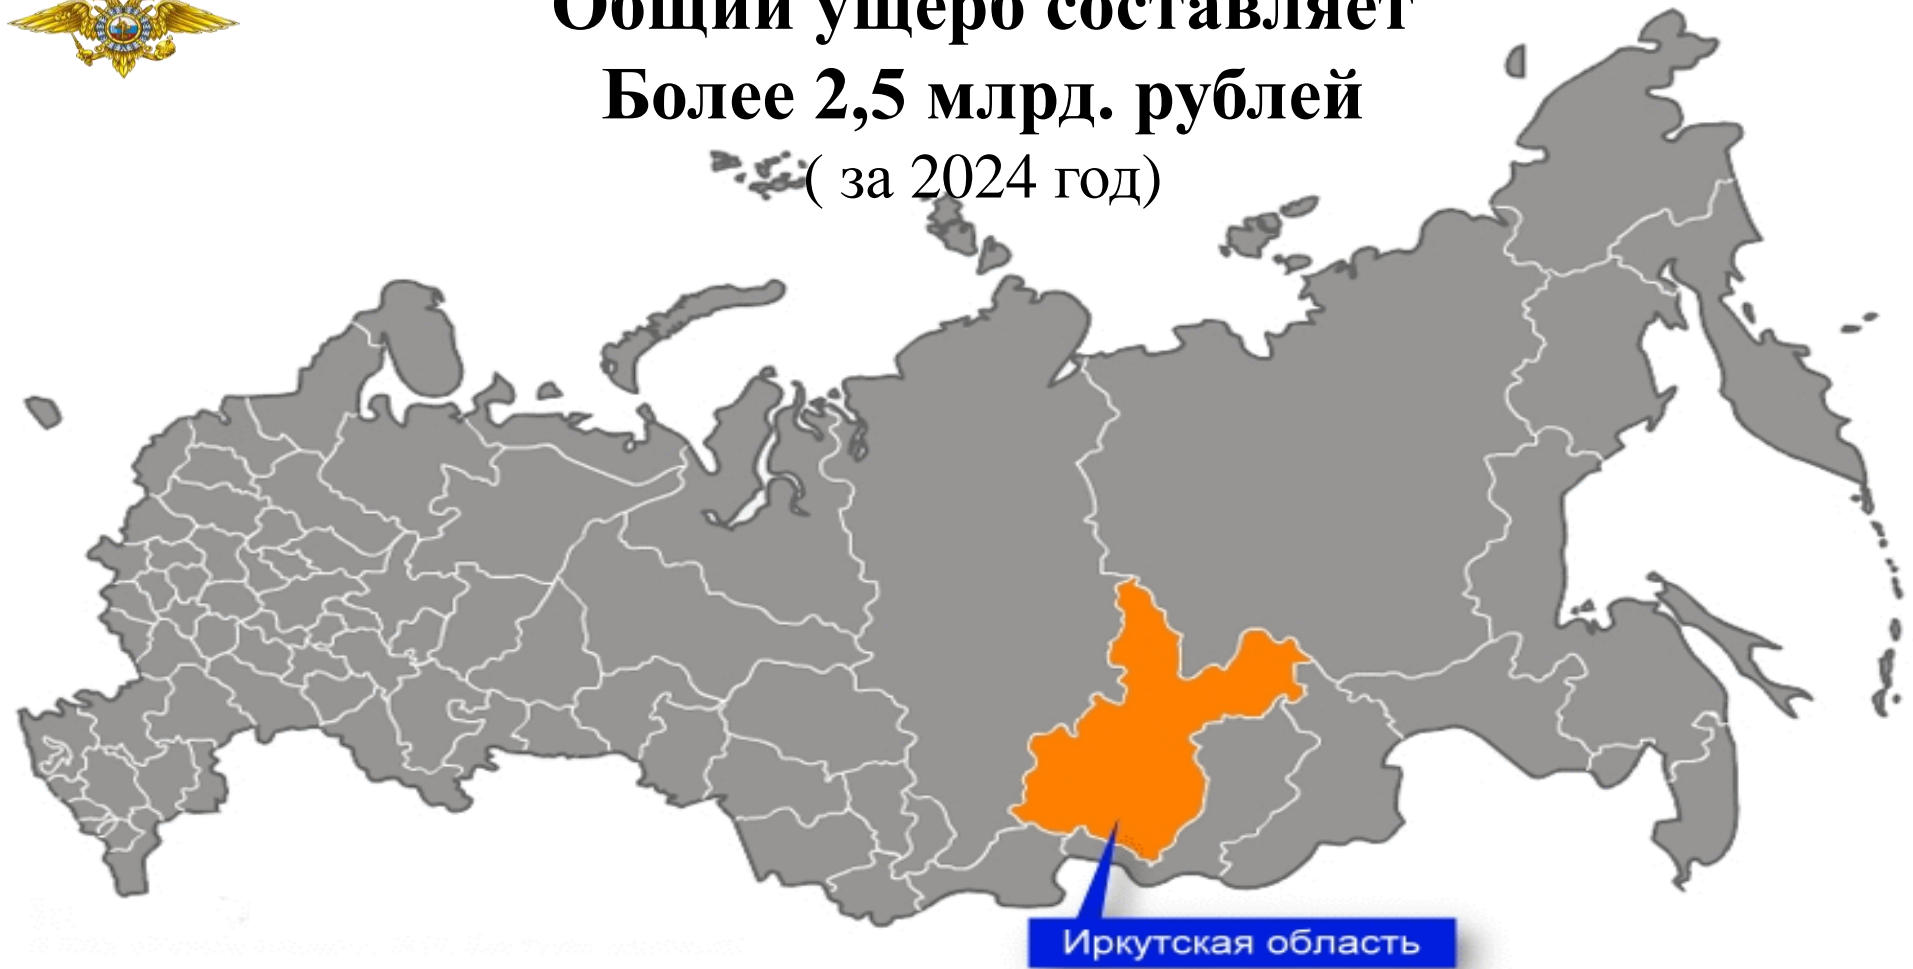 Общий ущерб составляет
Более 2,5 млрд. рублей
( за 2024 год)
Иркутская область